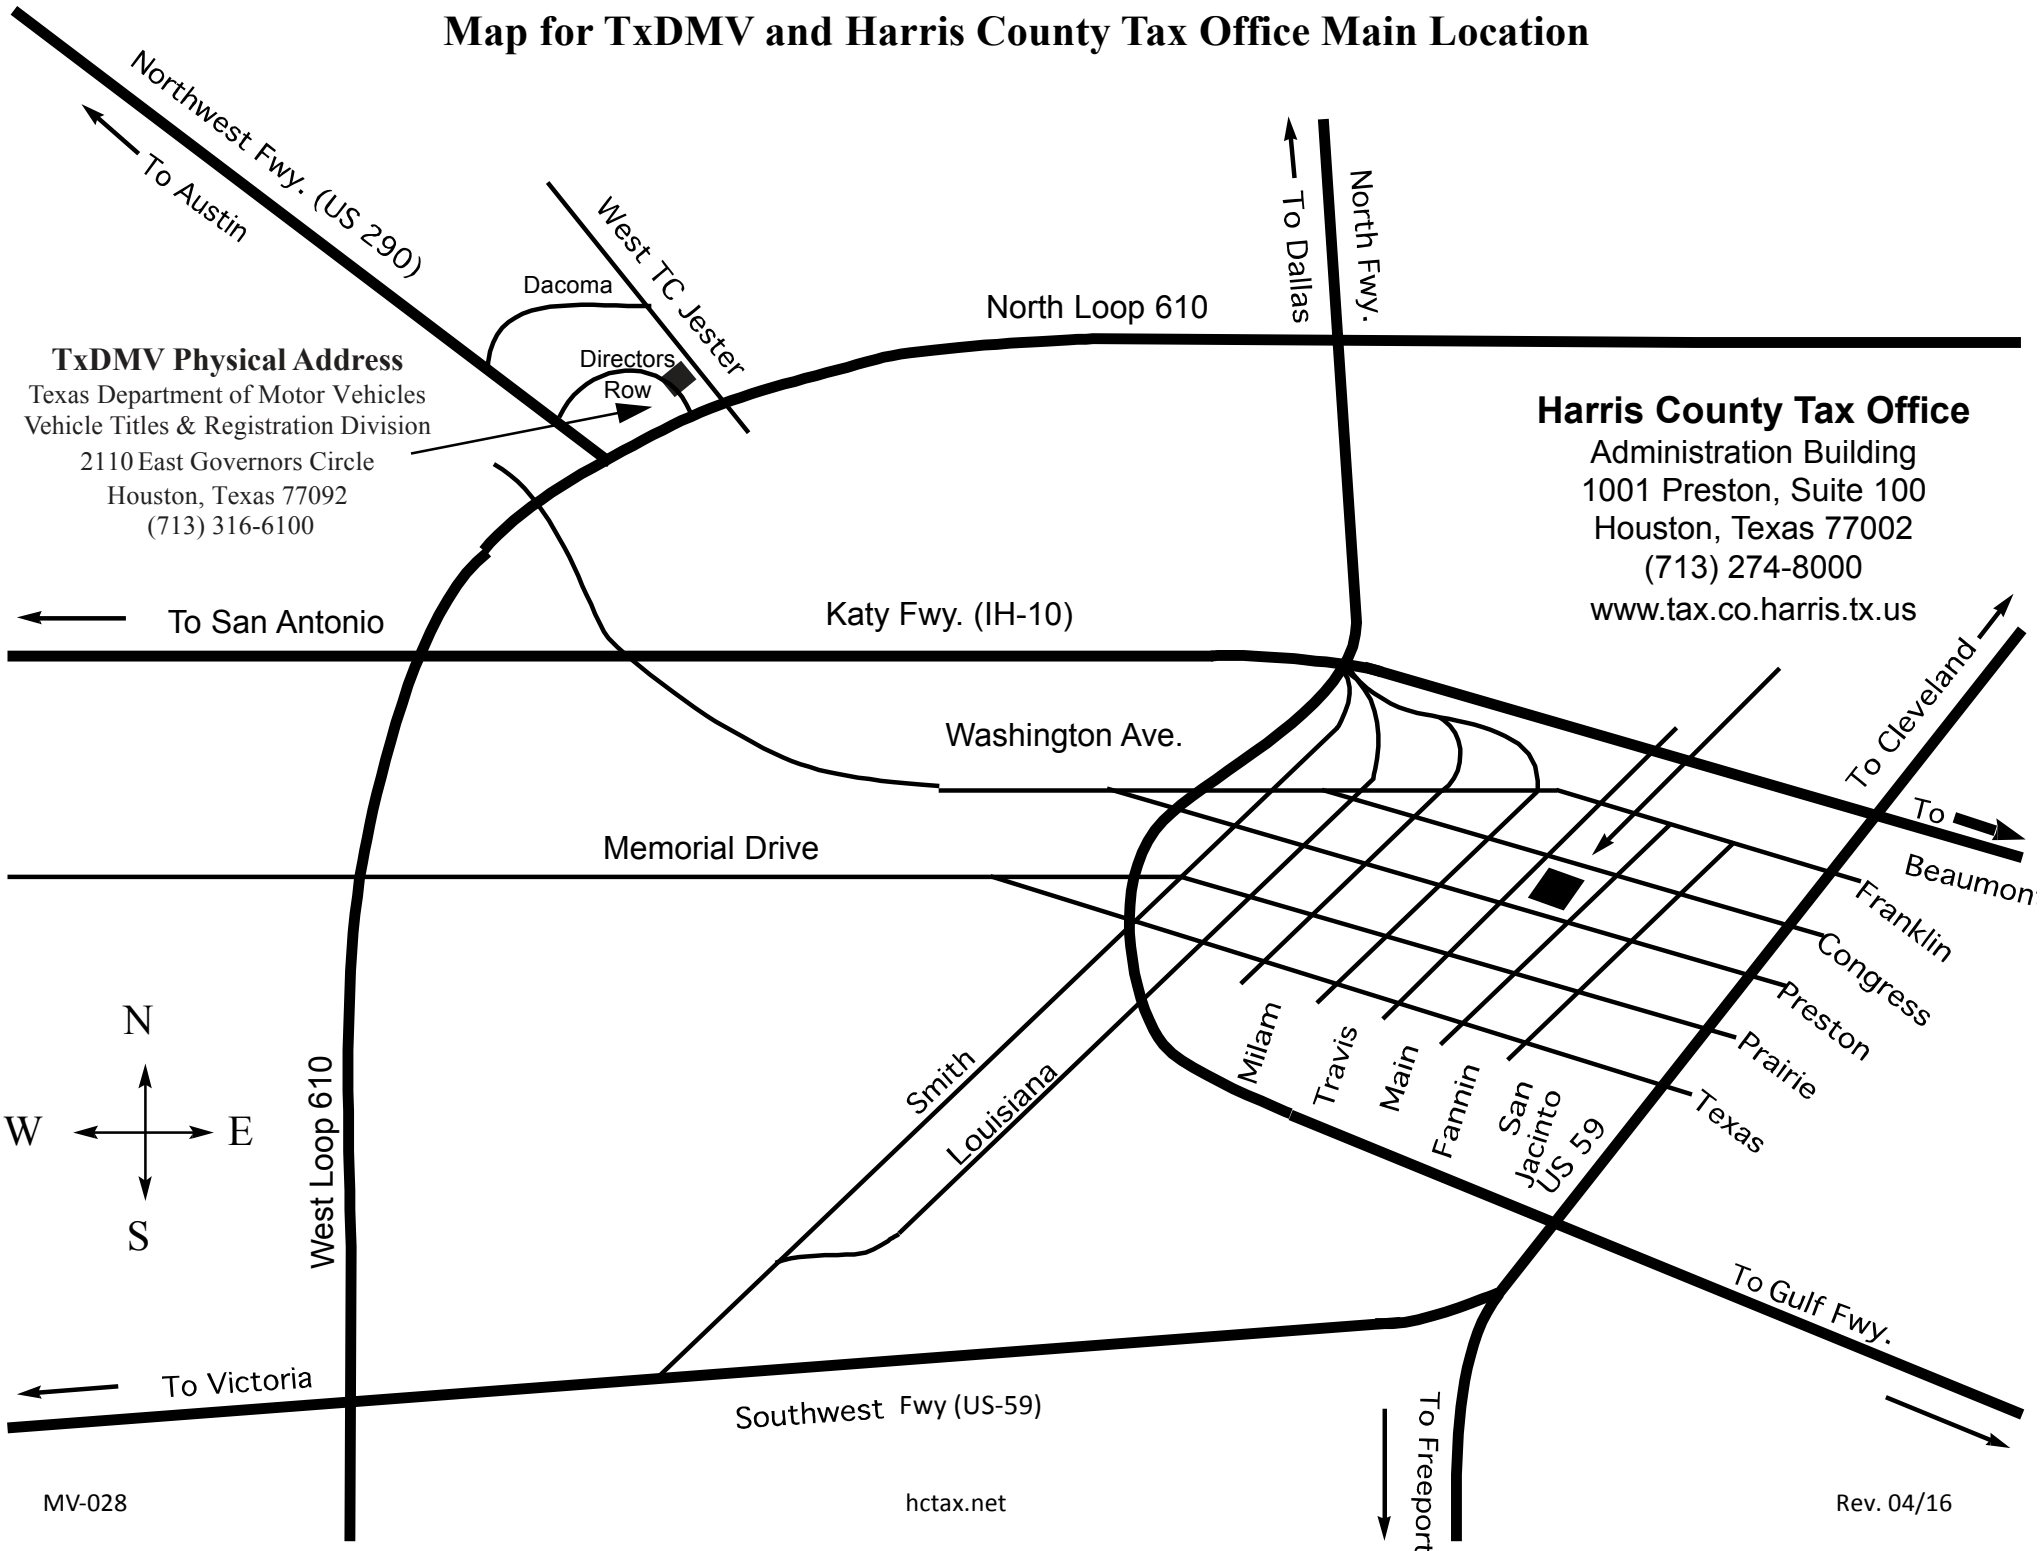 Map for TxDMV and Harris County Tax Office Main Location
Northwest Fwy. (US 290)
To Austin
West TC Jester
Dacoma
Directors
Row
To Dallas
North Fwy.
North Loop 610
TxDMV Physical Address
Texas Department of Motor Vehicles
Vehicle Titles & Registration Division
2110 East Governors Circle
Houston, Texas 77092
(713) 316-6100
Harris County Tax Office
Administration Building
1001 Preston, Suite 100
Houston, Texas 77002
(713) 274-8000
www.tax.co.harris.tx.us
To San Antonio
Katy Fwy. (IH-10)
To Cleveland
Washington Ave.
To
Beaumont
Memorial Drive
Franklin
Congress
Preston
Prairie
Texas
N
W
E
S
West Loop 610
Smith
Louisiana
Milam
Travis
Main
Fannin
San
Jacinto
US 59
To Gulf Fwy.
To Victoria
Southwest Fwy (US-59)
To Freeport
MV-028
hctax.net
Rev. 04/16